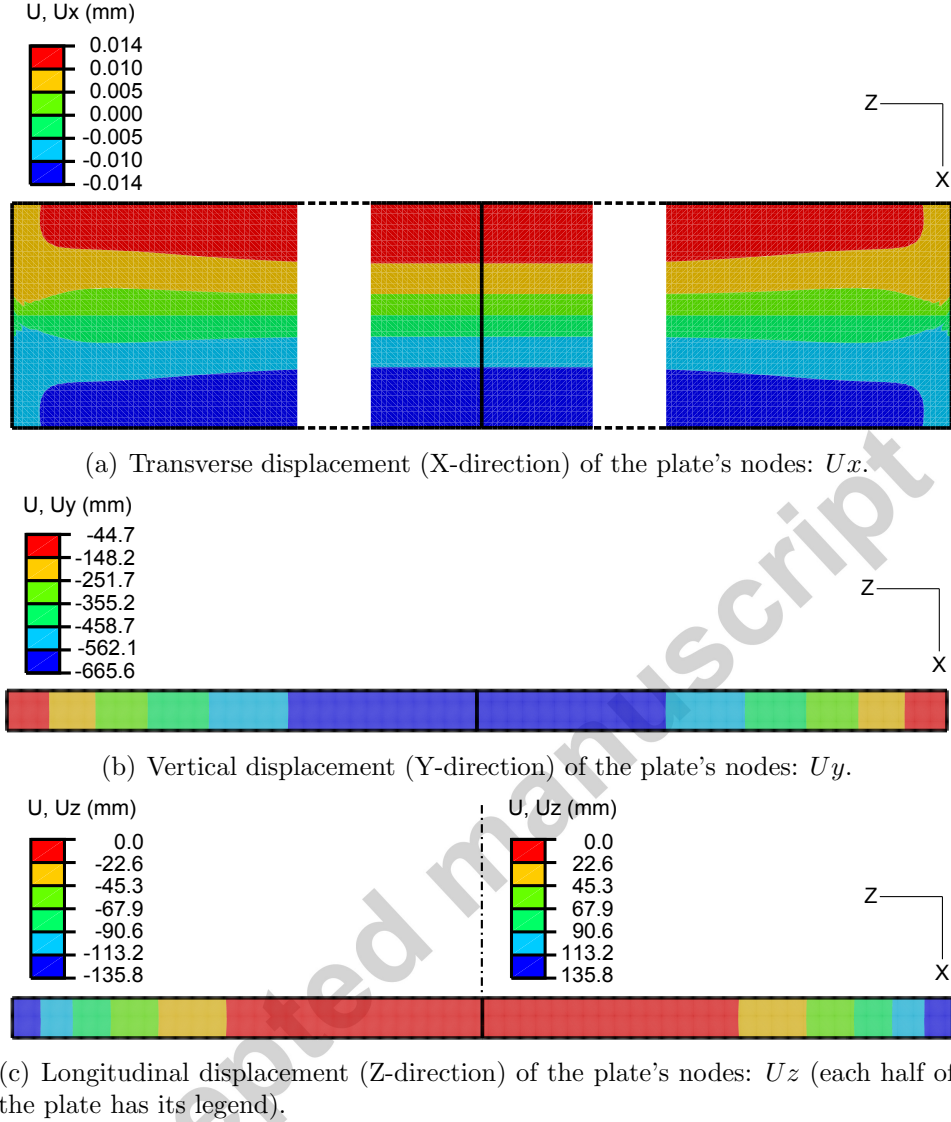 U, Ux (mm)
0.014
0.010
0.005
0.000
-0.005
-0.010
-0.014
Z
X
(a) Transverse displacement (X-direction) of the plate's nodes: Ux.
U, Uy (mm)
-44.7
-148.2
-251.7
-355.2
-458.7
-562.1
-665.6
Z
X
(b) Vertical displacement (Y-direction) of the plate's nodes: Uy.
U, Uz (mm)
0.0
-22.6
-45.3
-67.9
-90.6
-113.2
-135.8
U, Uz (mm)
0.0
22.6
45.3
67.9
90.6
113.2
135.8
Z
X
(c) Longitudinal displacement (Z-direction) of the plate's nodes: Uz (each half of
the plate has its legend).
epted manuscript